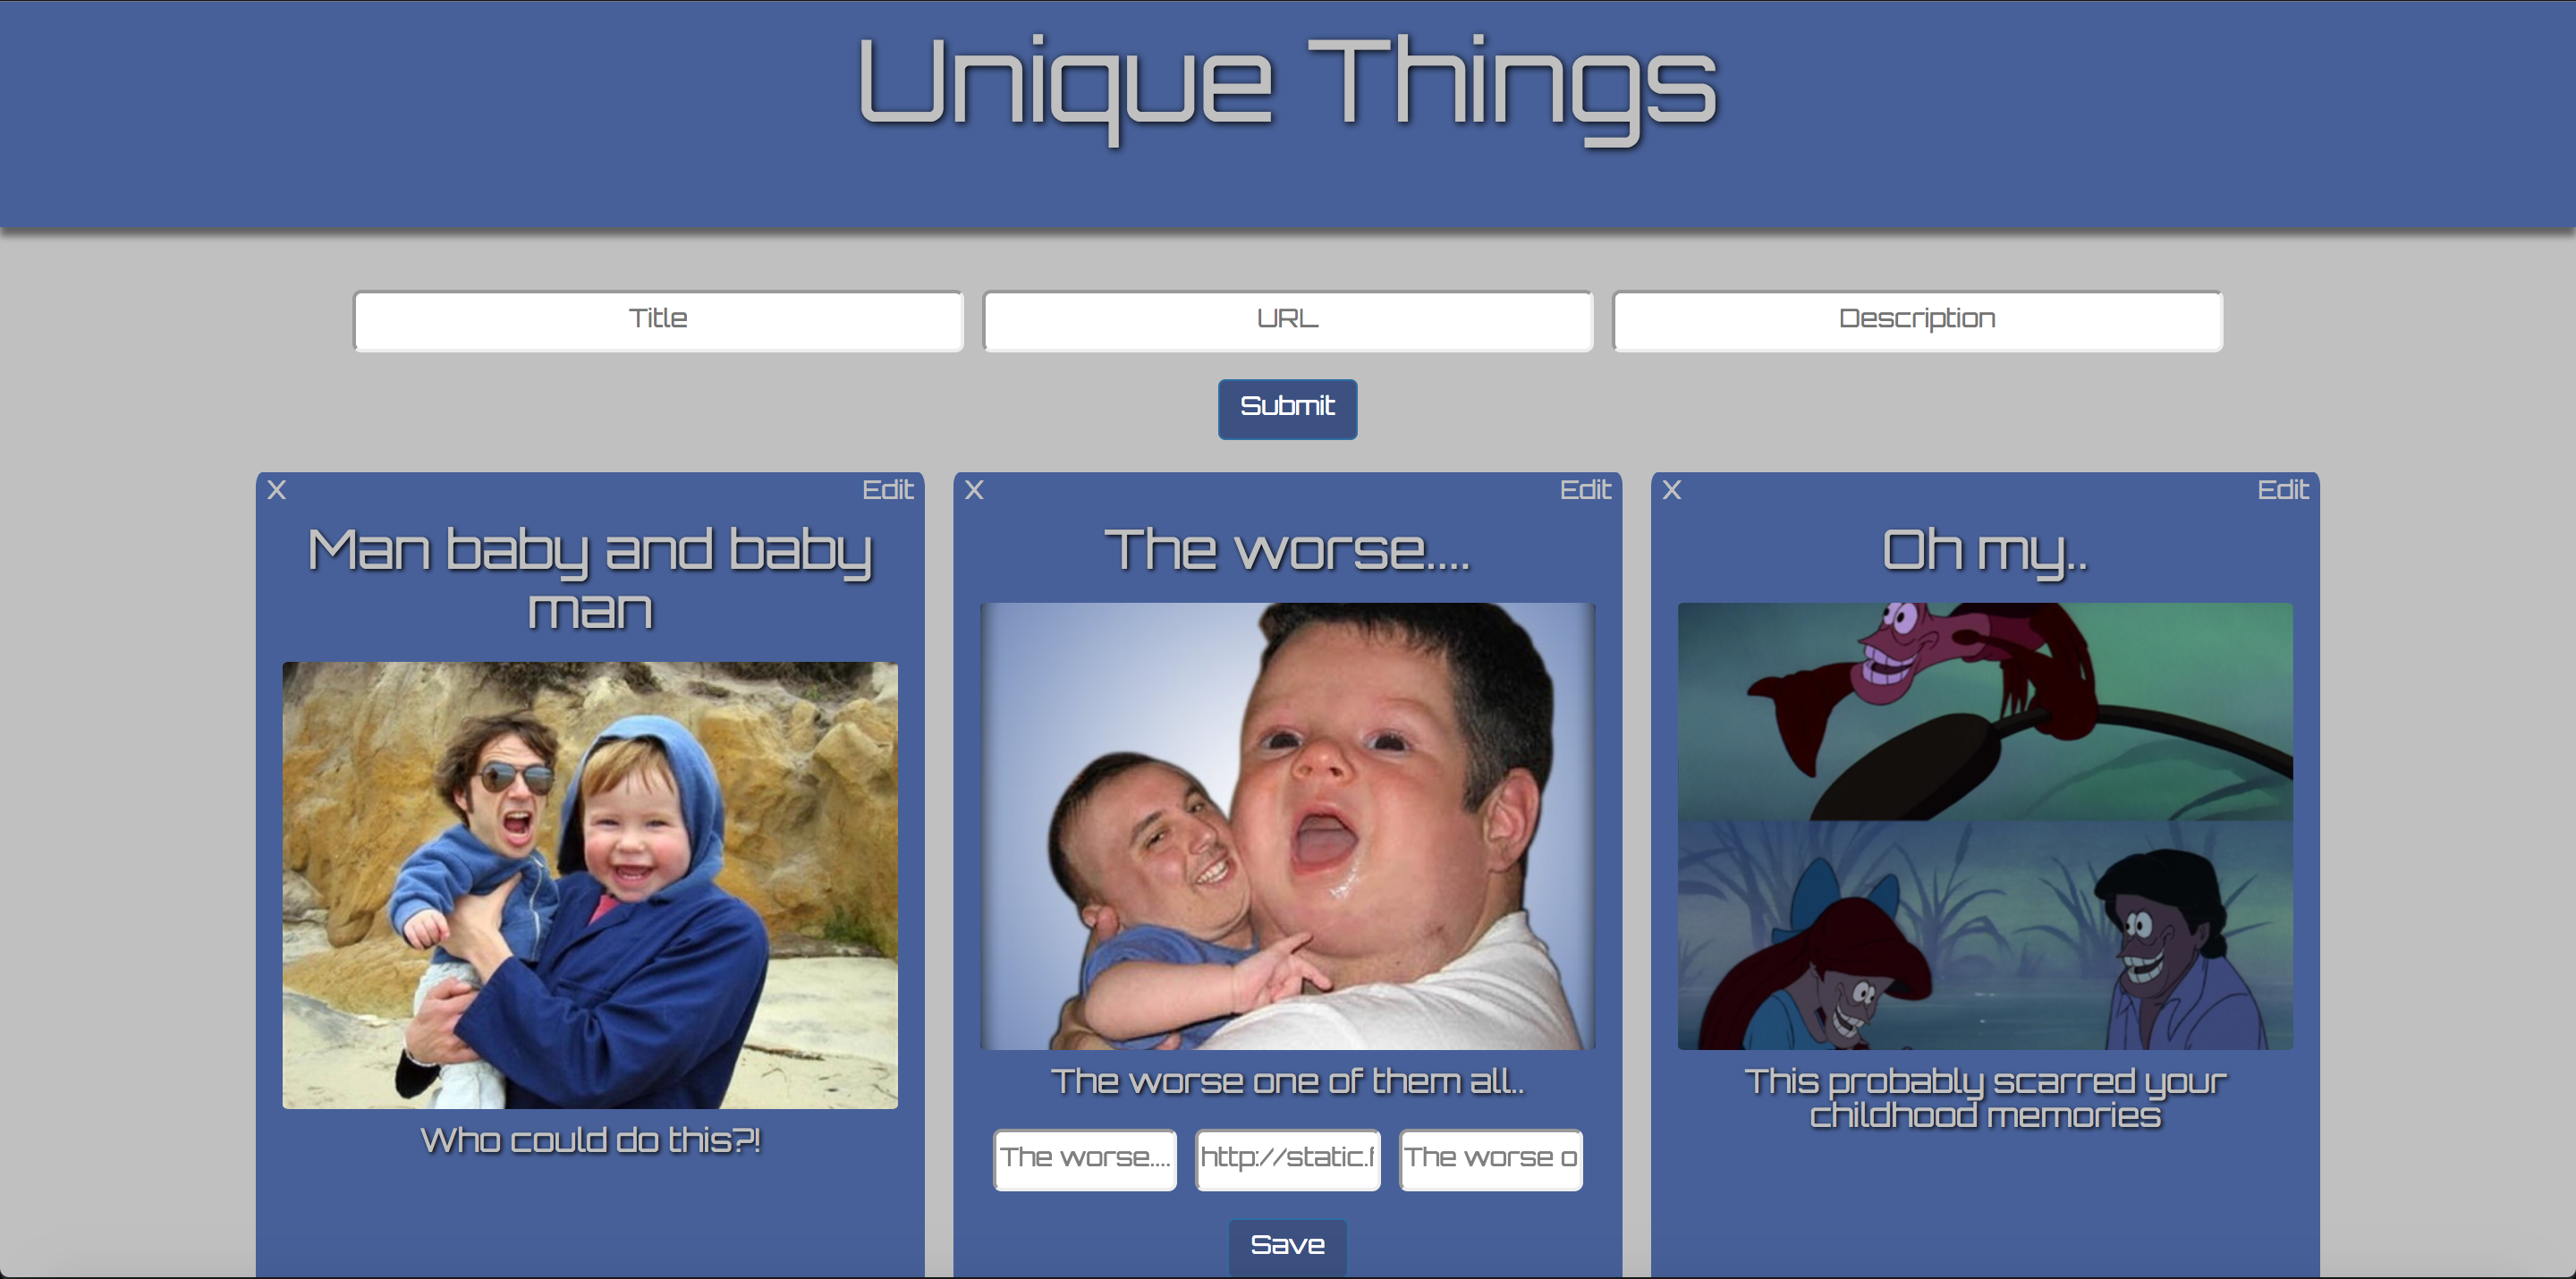 Unique Things
Title
URL
Description
Submit
X
Edit
Man baby and baby
man
Who could do this?!
X
Edit
The worse....
The worse one of them all..
The worse....
http://static.f
The worse o
Save
X
Edit
Oh my..
This probably scarred your
childhood memories